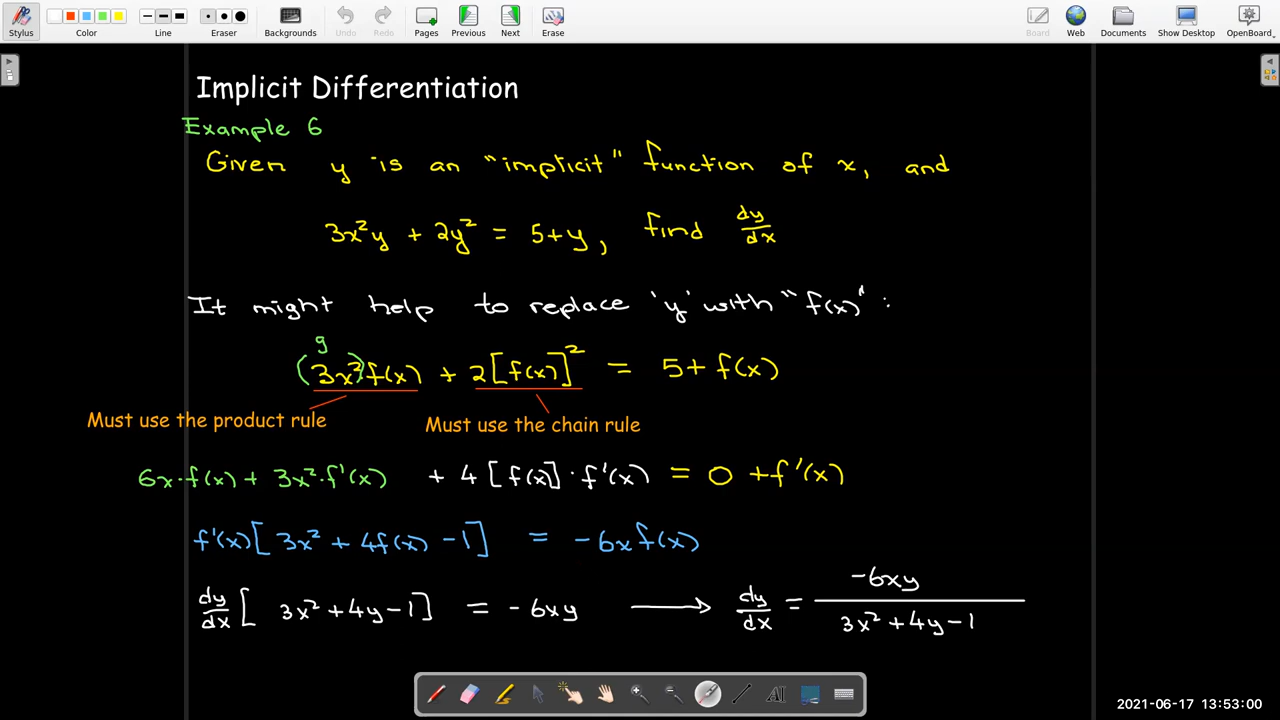 Stylus Color Line Eraser Backgrounds Undo Redo Pages Previous Next Erase Board Web Documents Show Desktop OpenBoard
Implicit Differentiation
Example 6
Given y is an "implicit" function of x, and
3x²y + 2y² = 5+y, find dy/dx
It might help to replace 'y' with "f(x)" :
g
(3x²)f(x) + 2[f(x)]² = 5+ f(x)
Must use the product rule Must use the chain rule
6x·f(x) + 3x²·f'(x) + 4[f(x)]·f'(x) = 0 + f'(x)
f'(x)[3x² + 4f(x) -1] = -6xf(x)
dy/dx [3x² + 4y - 1] = -6xy ⟶ dy/dx = -6xy/(3x² + 4y - 1)
AI
2021-06-17 13:53:00